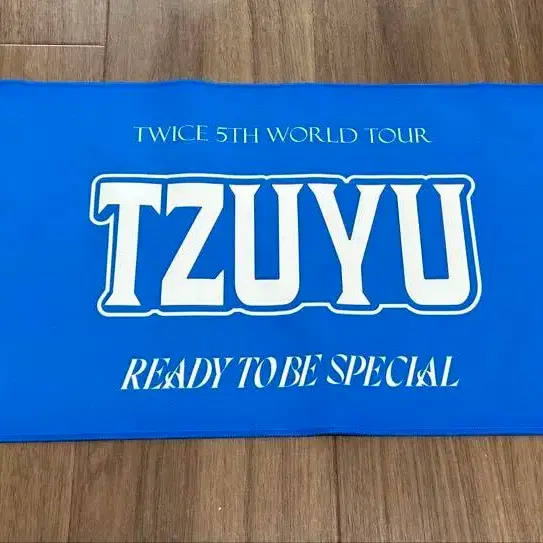 TWICE 5TH WORLD TOUR
TZUYU
READY TO BE SPECIAL